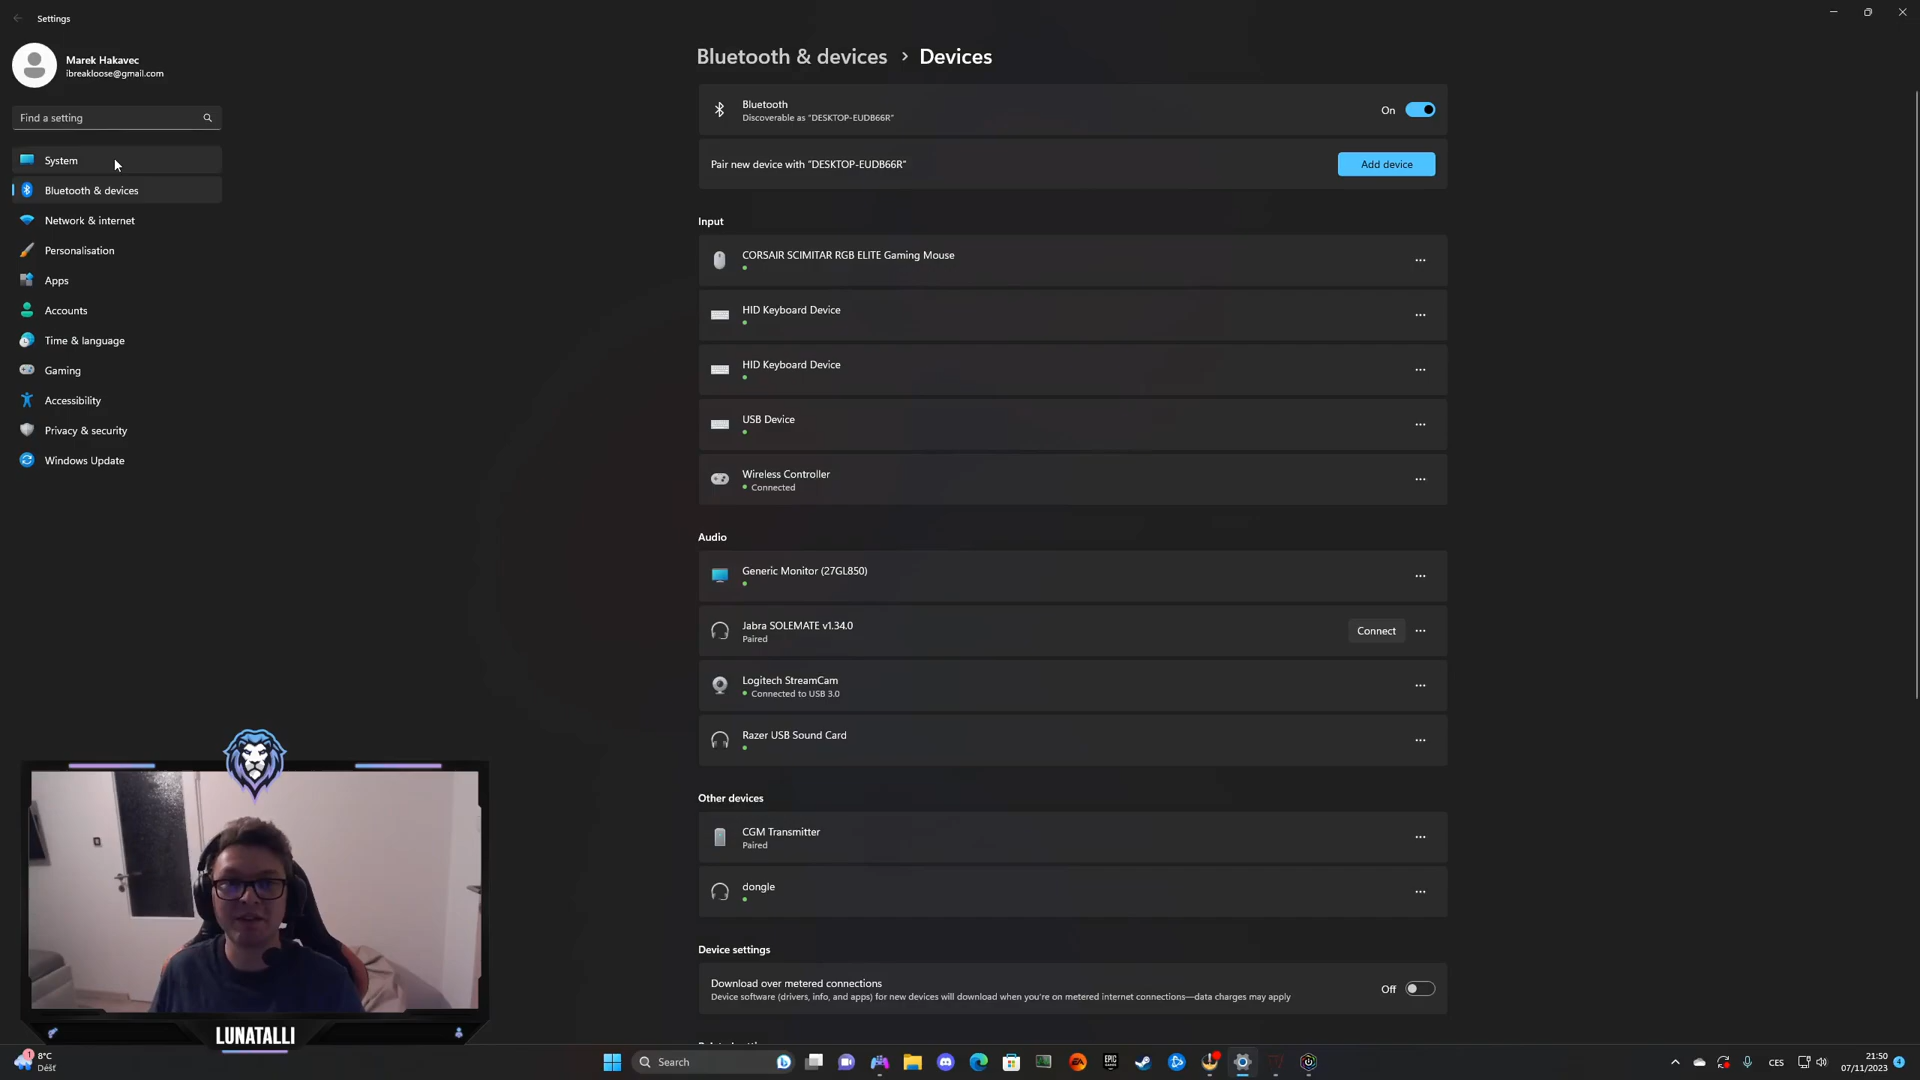 Settings
Marek Hakavec
ibreakloose@gmail.com
Find a setting
System
Bluetooth & devices
Network & internet
Personalisation
Apps
Accounts
Time & language
Gaming
Accessibility
Privacy & security
Windows Update
Bluetooth & devices > Devices
Bluetooth
Discoverable as "DESKTOP-EUDB66R"
On
Pair new device with "DESKTOP-EUDB66R"
Add device
Input
CORSAIR SCIMITAR RGB ELITE Gaming Mouse
HID Keyboard Device
HID Keyboard Device
USB Device
Wireless Controller
Connected
Audio
Generic Monitor (27GL850)
Jabra SOLEMATE v1.34.0
Paired
Connect
Logitech StreamCam
Connected to USB 3.0
Razer USB Sound Card
Other devices
CGM Transmitter
Paired
dongle
Device settings
Download over metered connections
Device software (drivers, info, and apps) for new devices will download when you're on metered internet connections—data charges may apply
Off
LUNATALLI
1
8°C
Déšť
Search
EPIC GAMES
CES
21:50
07/11/2023
4